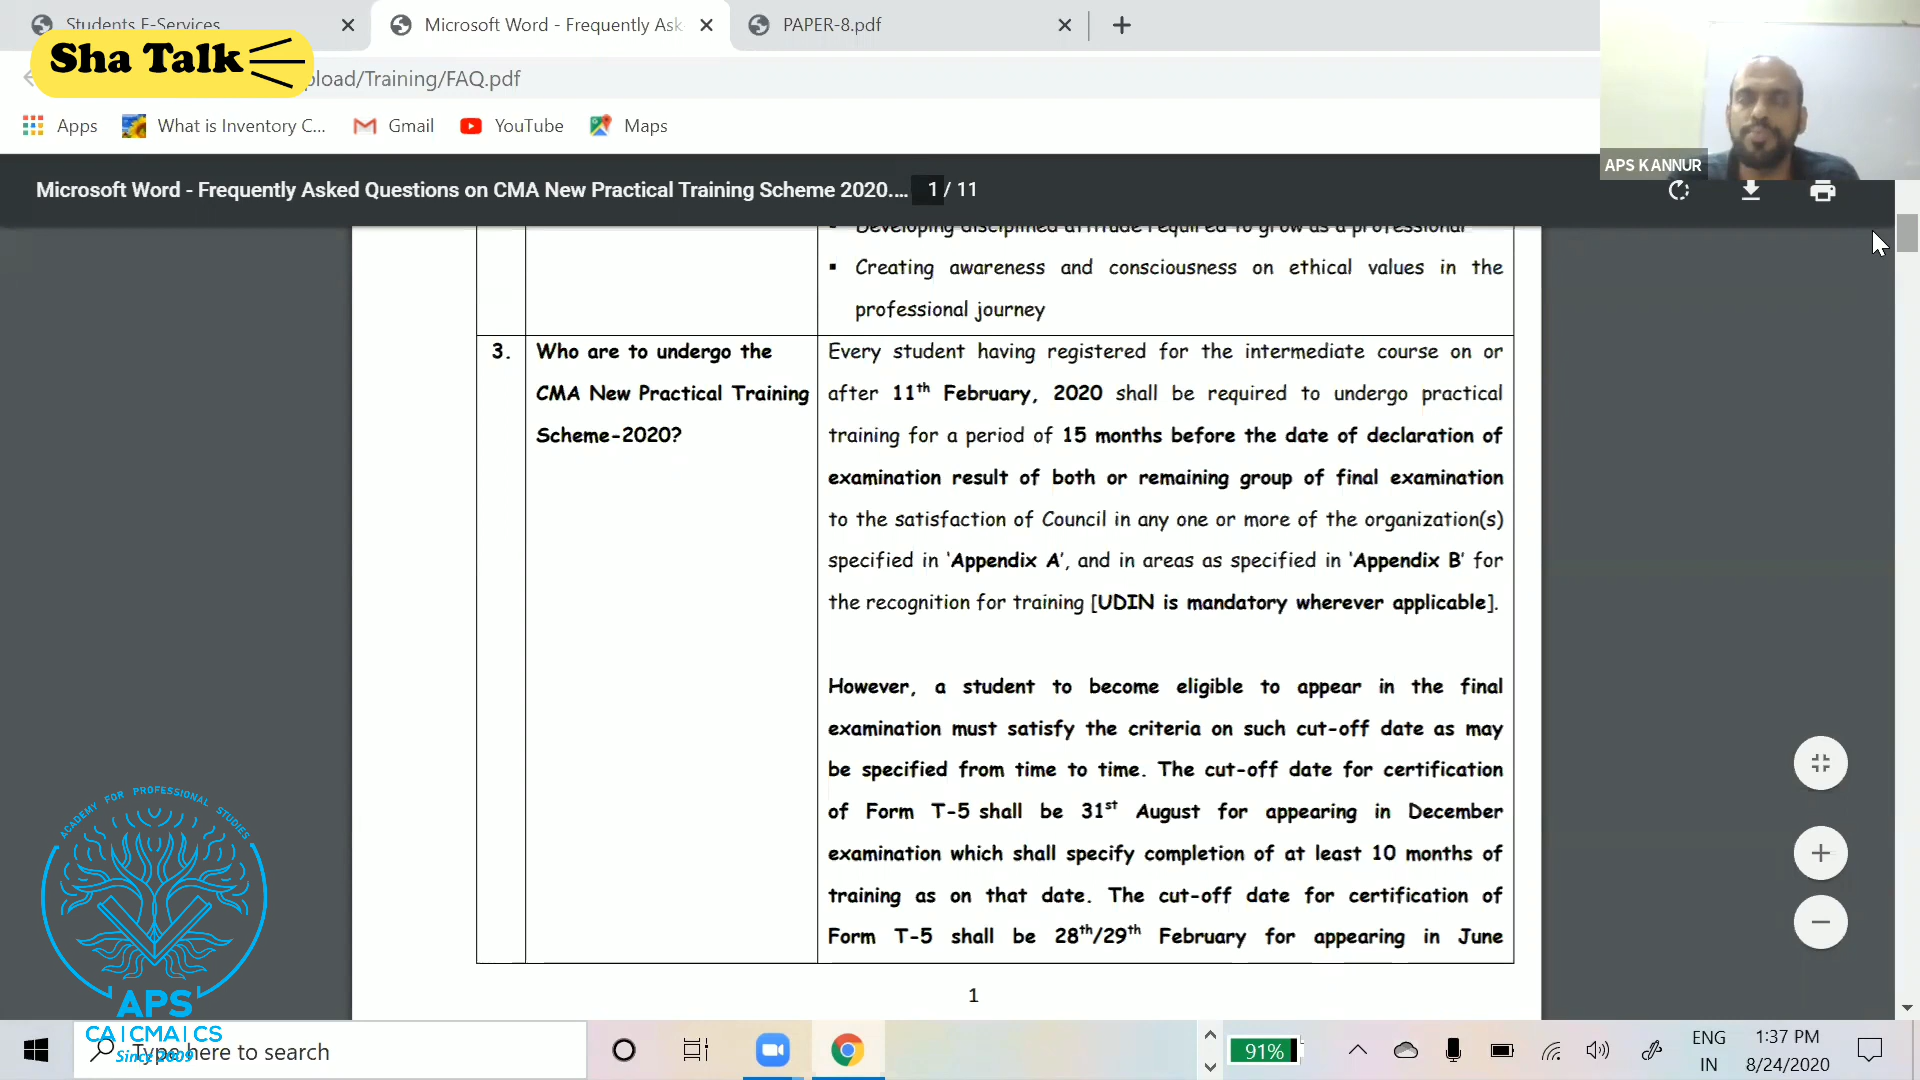 Students E-Services
Microsoft Word - Frequently Ask
PAPER-8.pdf
Sha Talk
pload/Training/FAQ.pdf
Apps
What is Inventory C...
Gmail
YouTube
Maps
APS KANNUR
Microsoft Word - Frequently Asked Questions on CMA New Practical Training Scheme 2020....
1 / 11
Developing disciplined attitude required to grow as a professional
▪ Creating awareness and consciousness on ethical values in the
professional journey
3.
Who are to undergo the
CMA New Practical Training
Scheme-2020?
Every student having registered for the intermediate course on or
after 11th February, 2020 shall be required to undergo practical
training for a period of 15 months before the date of declaration of
examination result of both or remaining group of final examination
to the satisfaction of Council in any one or more of the organization(s)
specified in ‘Appendix A’, and in areas as specified in ‘Appendix B’ for
the recognition for training [UDIN is mandatory wherever applicable].
However, a student to become eligible to appear in the final
examination must satisfy the criteria on such cut-off date as may
be specified from time to time. The cut-off date for certification
of Form T-5 shall be 31st August for appearing in December
examination which shall specify completion of at least 10 months of
training as on that date. The cut-off date for certification of
Form T-5 shall be 28th/29th February for appearing in June
1
ACADEMY FOR PROFESSIONAL STUDIES
APS
CA|CMA|CS
Since 2009
Type here to search
91%
ENG
IN
1:37 PM
8/24/2020